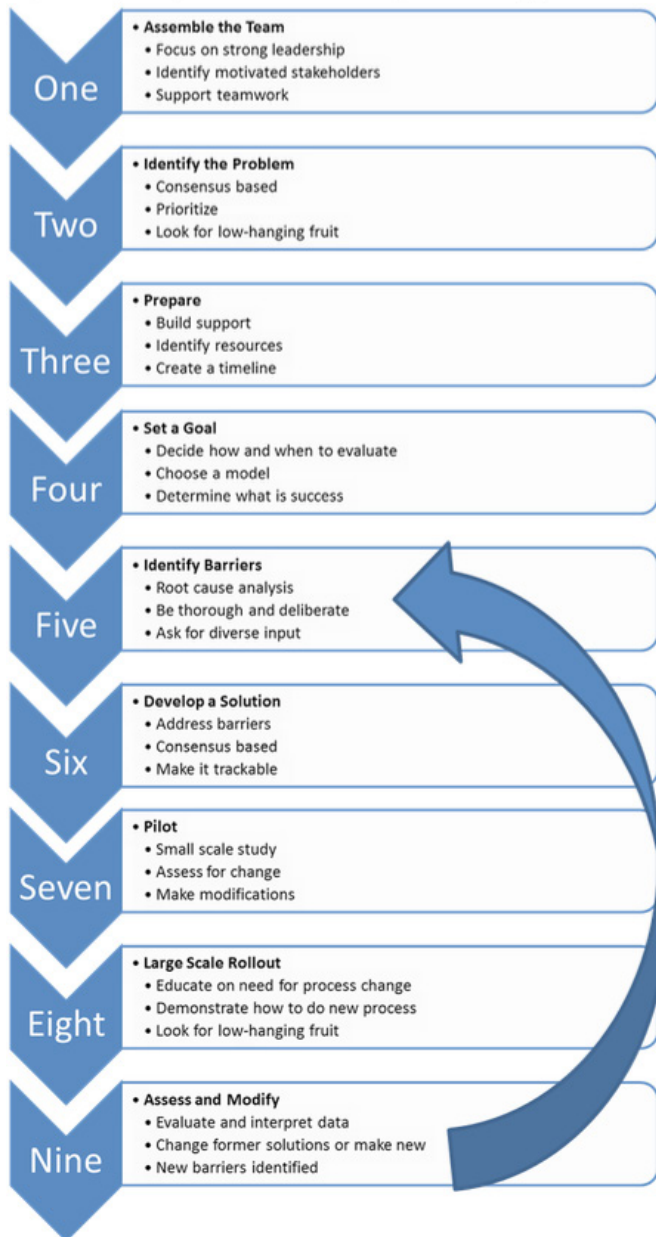 One
• Assemble the Team
• Focus on strong leadership
• Identify motivated stakeholders
• Support teamwork
Two
• Identify the Problem
• Consensus based
• Prioritize
• Look for low-hanging fruit
Three
• Prepare
• Build support
• Identify resources
• Create a timeline
Four
• Set a Goal
• Decide how and when to evaluate
• Choose a model
• Determine what is success
Five
• Identify Barriers
• Root cause analysis
• Be thorough and deliberate
• Ask for diverse input
Six
• Develop a Solution
• Address barriers
• Consensus based
• Make it trackable
Seven
• Pilot
• Small scale study
• Assess for change
• Make modifications
Eight
• Large Scale Rollout
• Educate on need for process change
• Demonstrate how to do new process
• Look for low-hanging fruit
Nine
• Assess and Modify
• Evaluate and interpret data
• Change former solutions or make new
• New barriers identified